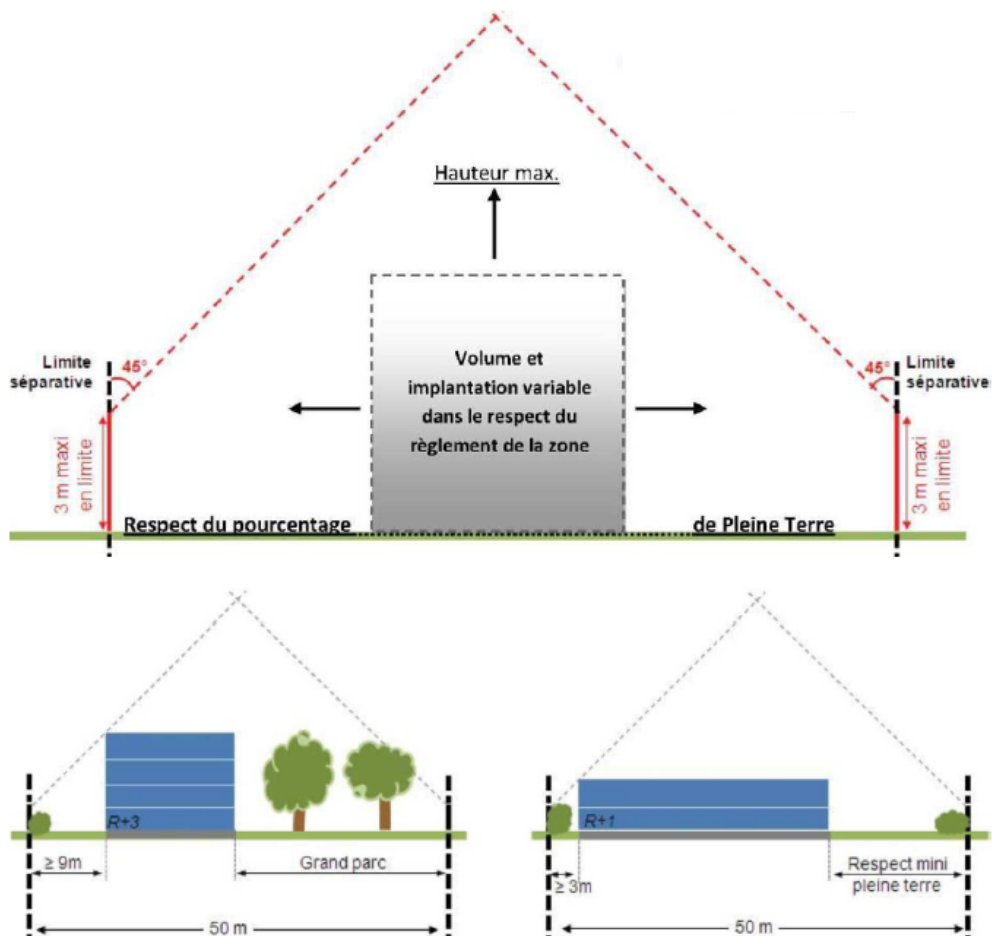 Hauteur max.
Limite
séparative
45°
3 m maxi
en limite
Volume et
implantation variable
dans le respect du
règlement de la zone
45°
Limite
séparative
3 m maxi
en limite
Respect du pourcentage
de Pleine Terre
R+3
≥ 9m
Grand parc
50 m
R+1
≥ 3m
Respect mini
pleine terre
50 m